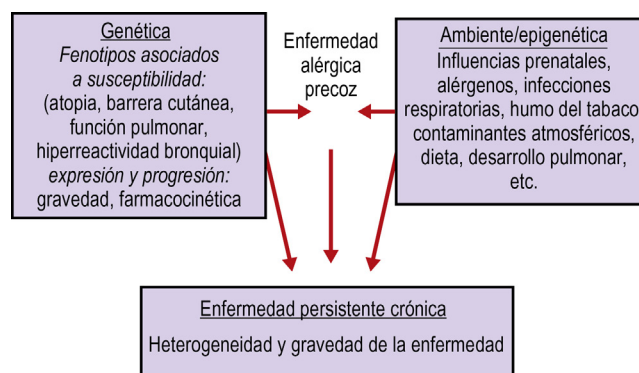 Genética
Fenotipos asociados
a susceptibilidad:
(atopia, barrera cutánea,
función pulmonar,
hiperreactividad bronquial)
expresión y progresión:
gravedad, farmacocinética
Enfermedad
alérgica
precoz
Ambiente/epigenética
Influencias prenatales,
alérgenos, infecciones
respiratorias, humo del tabaco
contaminantes atmosféricos,
dieta, desarrollo pulmonar,
etc.
Enfermedad persistente crónica
Heterogeneidad y gravedad de la enfermedad